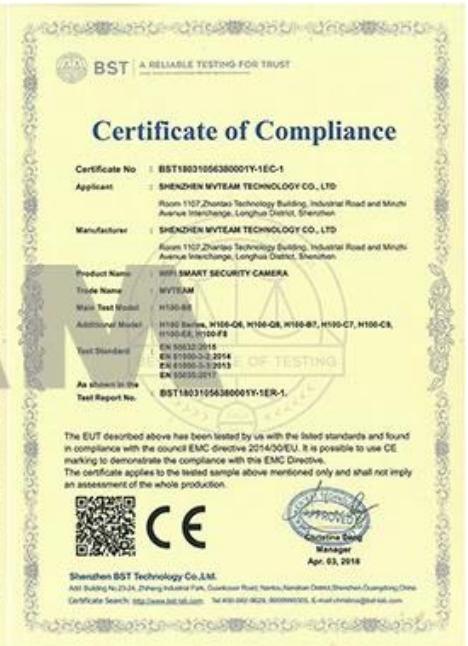 BST A RELIABLE TESTING FOR TRUST
Certificate of Compliance
Certificate No : BST18031056380001Y-1EC-1
Applicant : SHENZHEN MVTEAM TECHNOLOGY CO., LTD
Room 1107,Zhantao Technology Building, Industrial Road and Minzhi
Avenue Interchange, Longhua District, Shenzhen
Manufacturer : SHENZHEN MVTEAM TECHNOLOGY CO., LTD
Room 1107,Zhantao Technology Building, Industrial Road and Minzhi
Avenue Interchange, Longhua District, Shenzhen
Product Name : WIFI SMART SECURITY CAMERA
Trade Name : MVTEAM
Main Test Model :
Additional Model : H100 Series, H100-Q6, H100-Q8, H100-B7, H100-C7, H100-C9,
H100-E8, H100-F8
Test Standard : EN 55032:2015
EN 61000-3-2:2014
EN 61000-3-3:2013
EN 55035:2017
OF TESTING
As shown in the
Test Report No. : BST18031056380001Y-1ER-1.
The EUT described above has been tested by us with the listed standards and found
in compliance with the council EMC directive 2014/30/EU. It is possible to use CE
marking to demonstrate the compliance with this EMC Directive.
The certificate applies to the tested sample above mentioned only and shall not imply
an assessment of the whole production.
CE
APPROVED
Manager
Apr. 03, 2018
Shenzhen BST Technology Co.,Ltd.
Certificate Search: